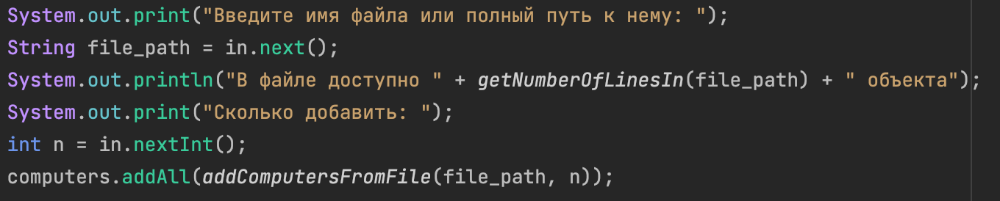 System.out.print("Введите имя файла или полный путь к нему: ");
String file_path = in.next();
System.out.println("В файле доступно " + getNumberOfLinesIn(file_path) + " объекта");
System.out.print("Сколько добавить: ");
int n = in.nextInt();
computers.addAll(addComputersFromFile(file_path, n));